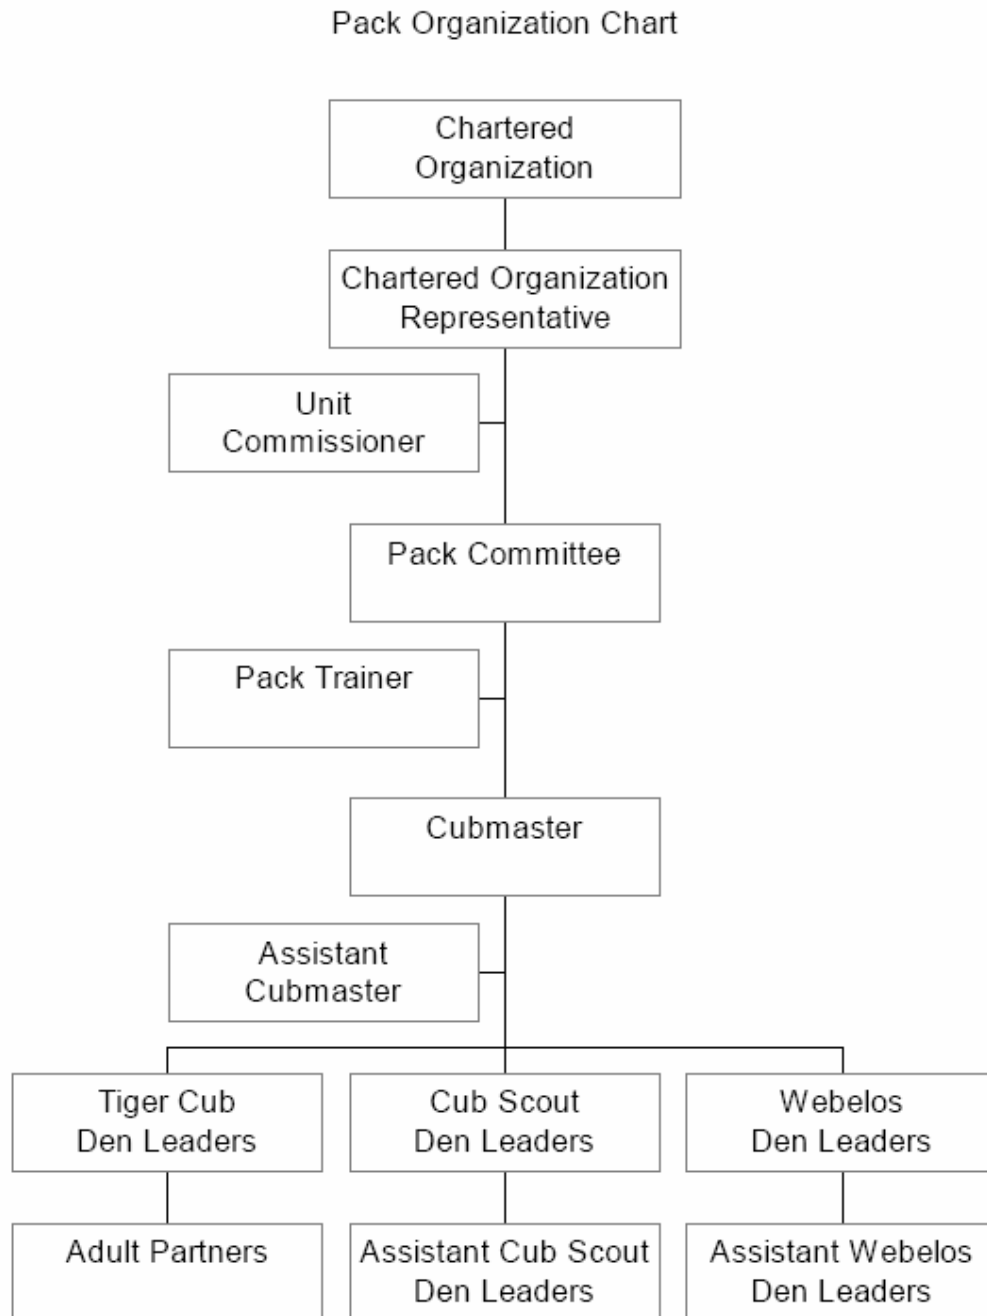 Pack Organization Chart
Chartered
Organization
Chartered Organization
Representative
Unit
Commissioner
Pack Committee
Pack Trainer
Cubmaster
Assistant
Cubmaster
Tiger Cub
Den Leaders
Cub Scout
Den Leaders
Webelos
Den Leaders
Adult Partners
Assistant Cub Scout
Den Leaders
Assistant Webelos
Den Leaders